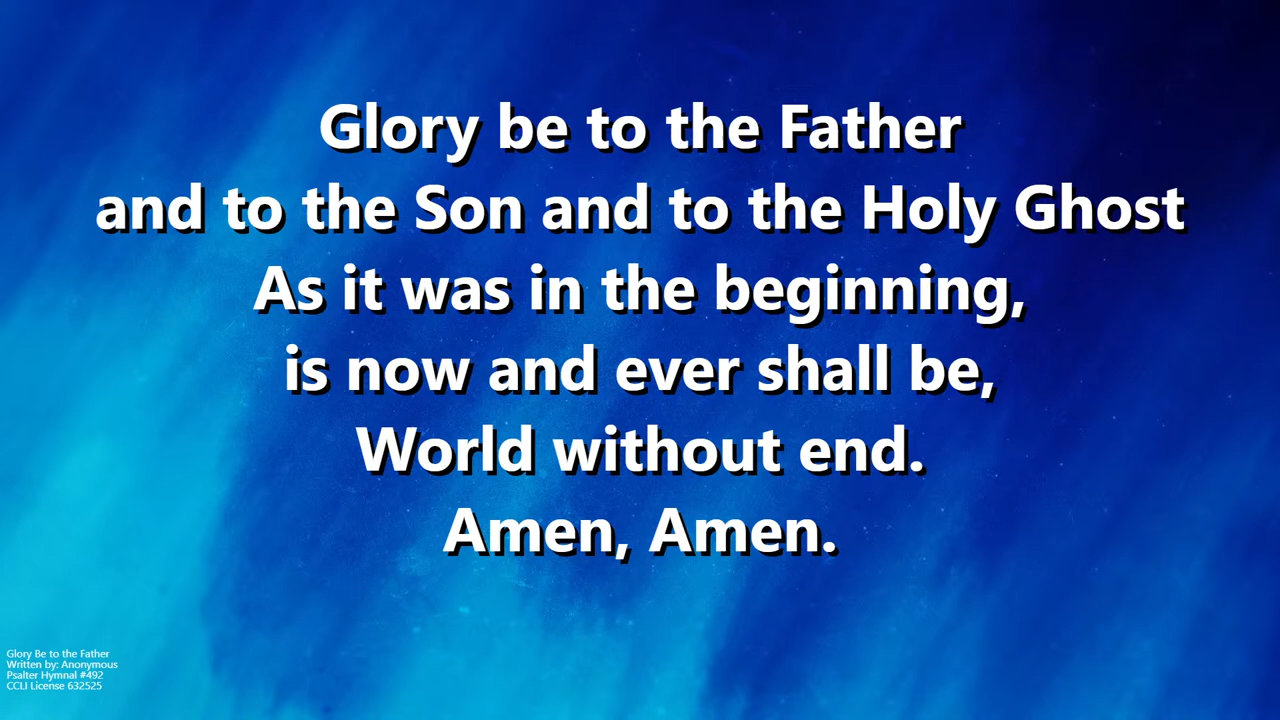 Glory be to the Father
and to the Son and to the Holy Ghost
As it was in the beginning,
is now and ever shall be,
World without end.
Amen, Amen.
Glory Be to the Father
Written by: Anonymous
Psalter Hymnal #492
CCLI License 632525